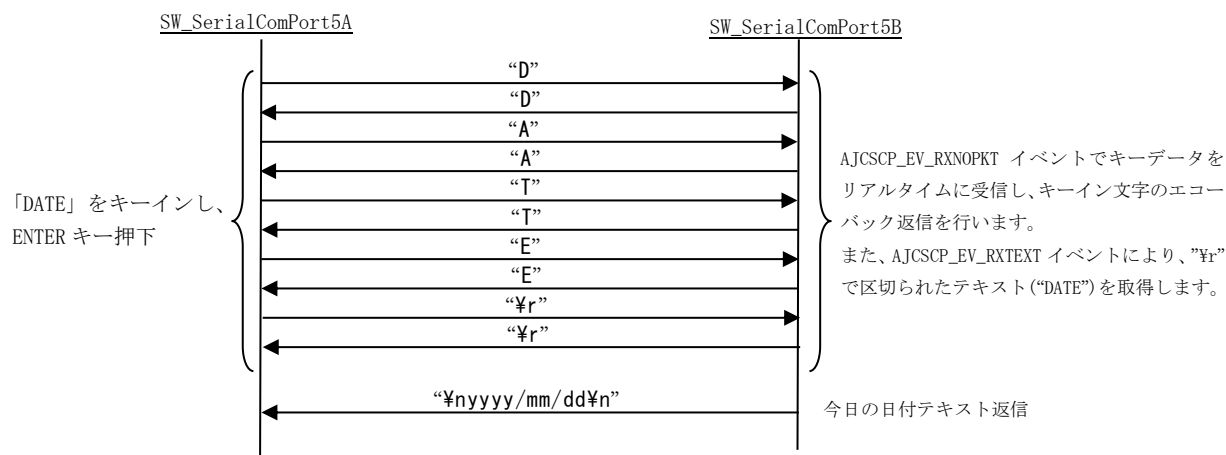 SW_SerialComPort5A
SW_SerialComPort5B
“D”
“D”
“A”
“A”
“T”
“T”
“E”
“E”
“¥r”
“¥r”
“¥nyyyy/mm/dd¥n”
「DATE」をキーインし、
ENTER キー押下
AJCSCP_EV_RXNOPKT イベントでキーデータを
リアルタイムに受信し、キーイン文字のエコー
バック返信を行います。
また、AJCSCP_EV_RXTEXT イベントにより、”¥r”
で区切られたテキスト(“DATE”)を取得します。
今日の日付テキスト返信